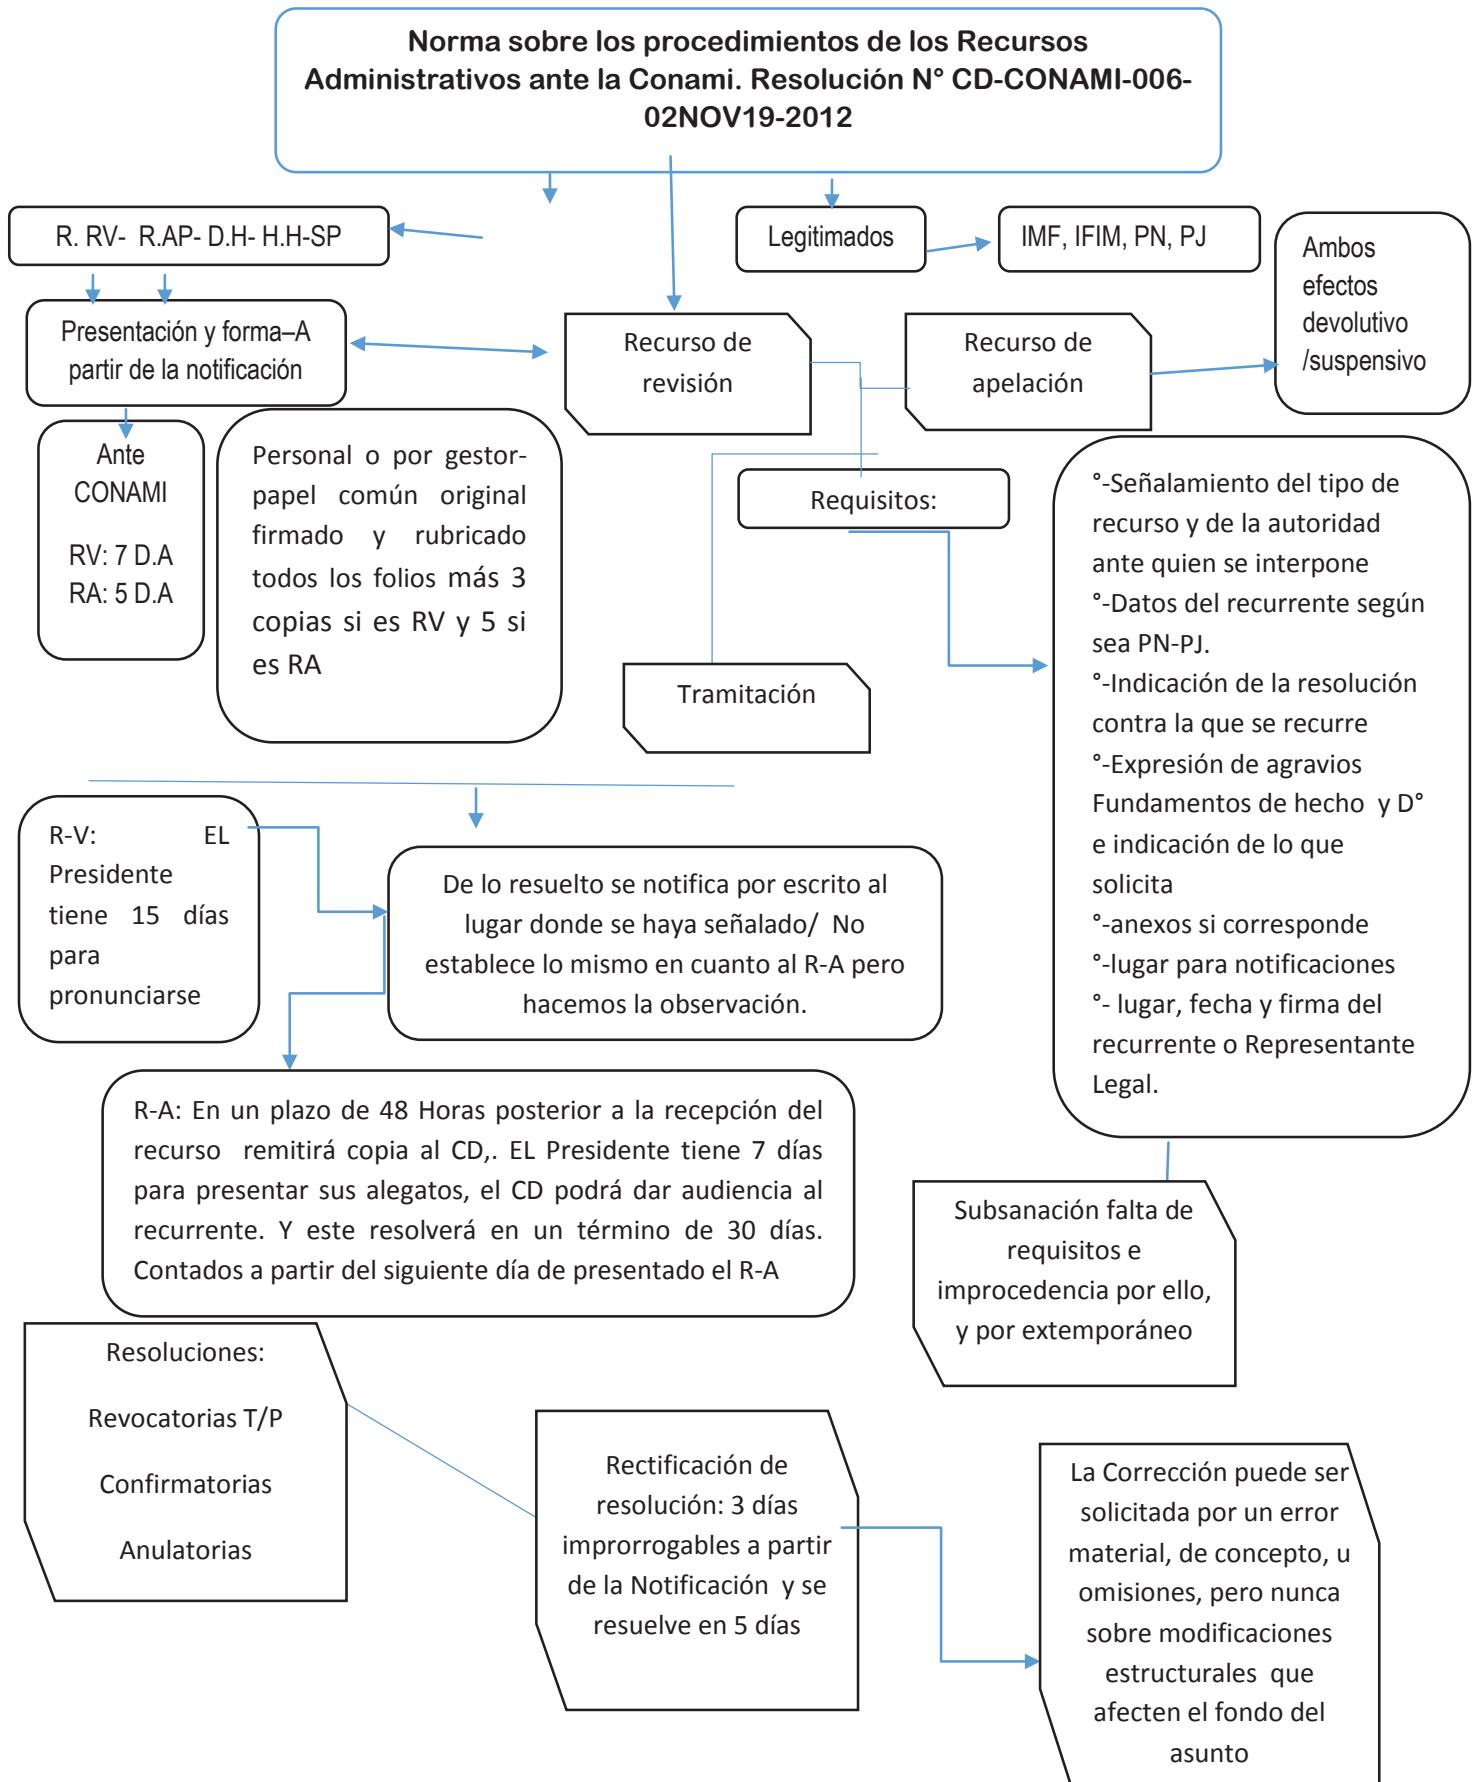 Norma sobre los procedimientos de los Recursos
Administrativos ante la Conami. Resolución N° CD-CONAMI-006-
02NOV19-2012
R. RV- R.AP- D.H- H.H-SP
Legitimados
IMF, IFIM, PN, PJ
Ambos
efectos
devolutivo
/suspensivo
Presentación y forma–A
partir de la notificación
Recurso de
revisión
Recurso de
apelación
Ante
CONAMI
RV: 7 D.A
RA: 5 D.A
Personal o por gestor-
papel común original
firmado y rubricado
todos los folios más 3
copias si es RV y 5 si
es RA
Requisitos:
°-Señalamiento del tipo de
recurso y de la autoridad
ante quien se interpone
°-Datos del recurrente según
sea PN-PJ.
°-Indicación de la resolución
contra la que se recurre
°-Expresión de agravios
Fundamentos de hecho y D°
e indicación de lo que
solicita
°-anexos si corresponde
°-lugar para notificaciones
°- lugar, fecha y firma del
recurrente o Representante
Legal.
Tramitación
R-V: EL
Presidente
tiene 15 días
para
pronunciarse
De lo resuelto se notifica por escrito al
lugar donde se haya señalado/ No
establece lo mismo en cuanto al R-A pero
hacemos la observación.
R-A: En un plazo de 48 Horas posterior a la recepción del
recurso remitirá copia al CD,. EL Presidente tiene 7 días
para presentar sus alegatos, el CD podrá dar audiencia al
recurrente. Y este resolverá en un término de 30 días.
Contados a partir del siguiente día de presentado el R-A
Subsanación falta de
requisitos e
improcedencia por ello,
y por extemporáneo
Resoluciones:
Revocatorias T/P
Confirmatorias
Anulatorias
Rectificación de
resolución: 3 días
improrrogables a partir
de la Notificación y se
resuelve en 5 días
La Corrección puede ser
solicitada por un error
material, de concepto, u
omisiones, pero nunca
sobre modificaciones
estructurales que
afecten el fondo del
asunto